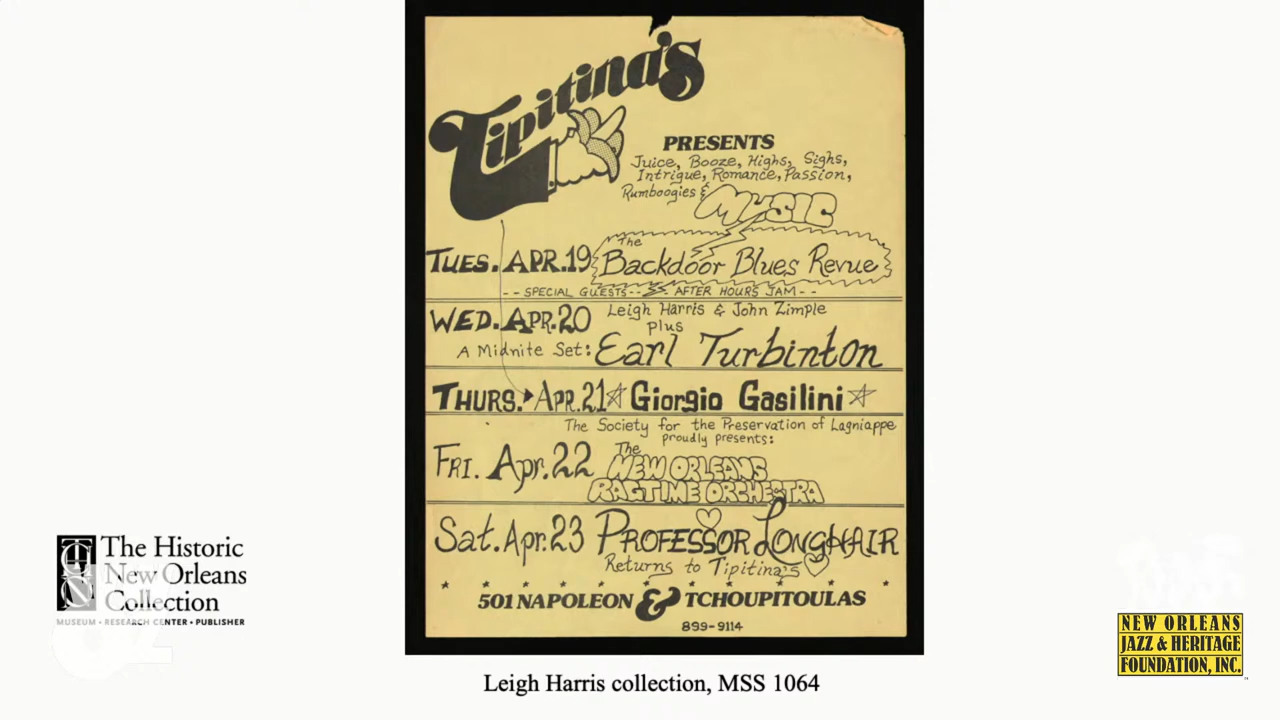 Tipitina's
PRESENTS
Juice, Booze, Highs, Sighs,
Intrigue, Romance, Passion,
Rumboogies &
MUSIC
TUES. APR. 19 The Backdoor Blues Revue
-- SPECIAL GUESTS -- AFTER HOURS JAM --
WED. APR. 20 Leigh Harris & John Zimple
plus
A Midnite Set: Earl Turbinton
THURS. APR. 21 Giorgio Gasilini
The Society for the Preservation of Lagniappe
proudly presents:
FRI. Apr. 22 The NEW ORLEANS
RAGTIME ORCHESTRA
Sat. Apr. 23 PROFESSOR LONGHAIR
Returns to Tipitina's
501 NAPOLEON & TCHOUPITOULAS
899-9114
The Historic
New Orleans
Collection
MUSEUM • RESEARCH CENTER • PUBLISHER
NEW ORLEANS
JAZZ & HERITAGE
FOUNDATION, INC.
Leigh Harris collection, MSS 1064